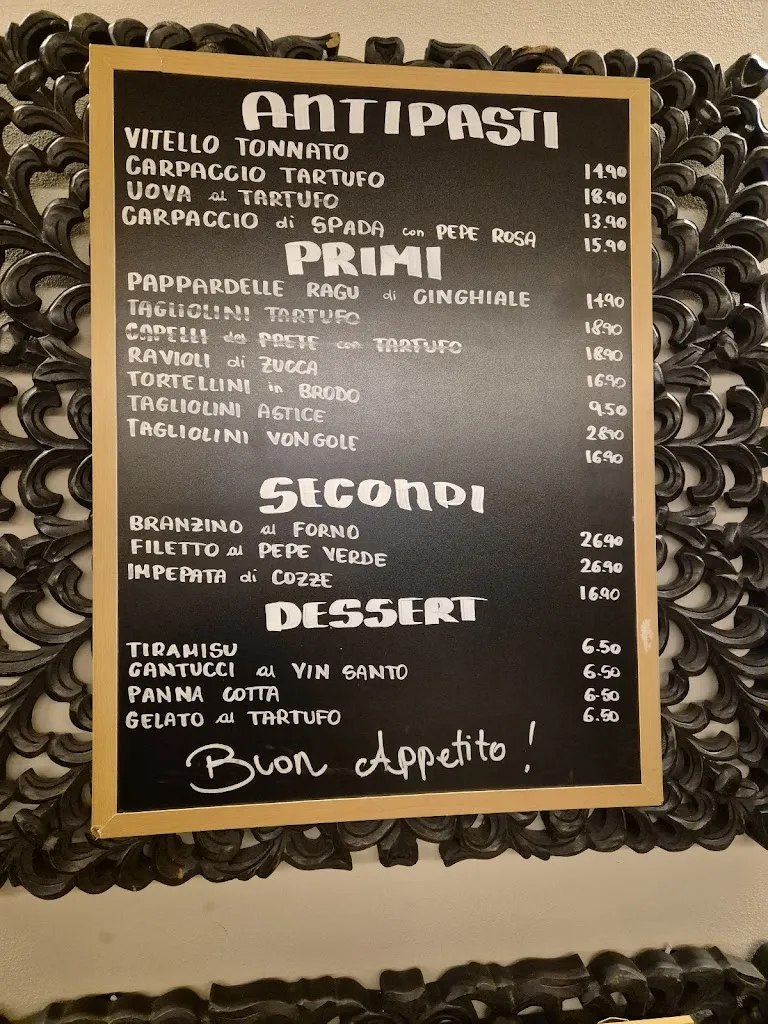 ANTIPASTI
VITELLO TONNATO 14.90
CARPACCIO TARTUFO 18.90
UOVA al TARTUFO 13.90
CARPACCIO di SPADA con PEPE ROSA 15.90
PRIMI
PAPPARDELLE RAGU di CINGHIALE 14.90
TAGLIOLINI TARTUFO 18.90
CAPELLI del PRETE con TARTUFO 18.90
RAVIOLI di ZUCCA 16.90
TORTELLINI in BRODO 9.50
TAGLIOLINI ASTICE 28.90
TAGLIOLINI VONGOLE 16.90
SECONDI
BRANZINO al FORNO 26.90
FILETTO al PEPE VERDE 26.90
IMPEPATA di COZZE 16.90
DESSERT
TIRAMISU 6.50
CANTUCCI al VIN SANTO 6.50
PANNA COTTA 6.50
GELATO al TARTUFO 6.50
Buon Appetito!